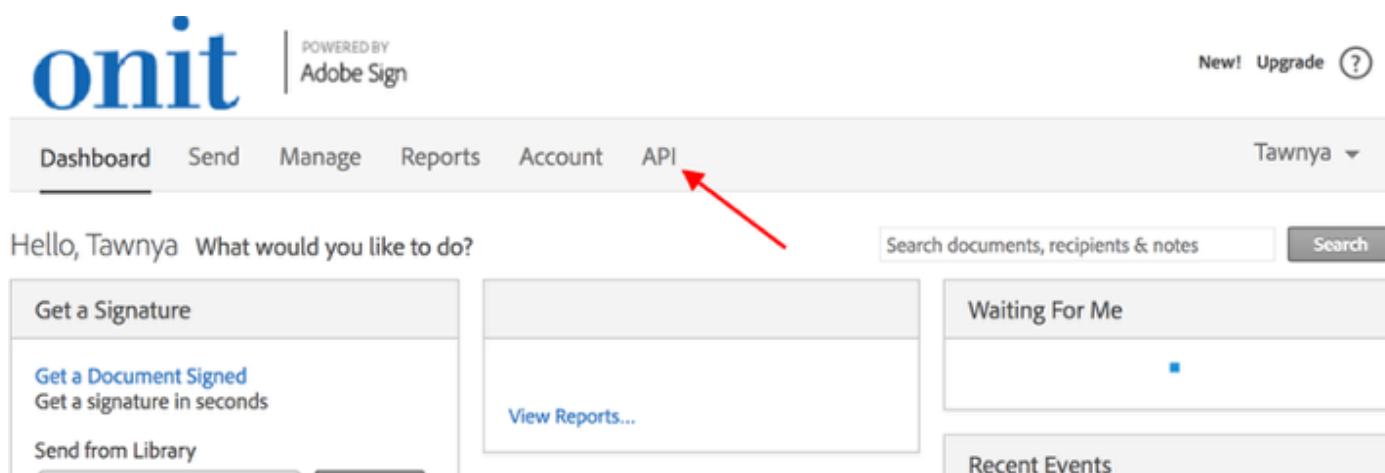 onit
POWERED BY
Adobe Sign
New! Upgrade ?
Dashboard Send Manage Reports Account API Tawnya
Hello, Tawnya What would you like to do?
Search documents, recipients & notes Search
Get a Signature
Get a Document Signed
Get a signature in seconds
Send from Library
View Reports...
Waiting For Me
Recent Events